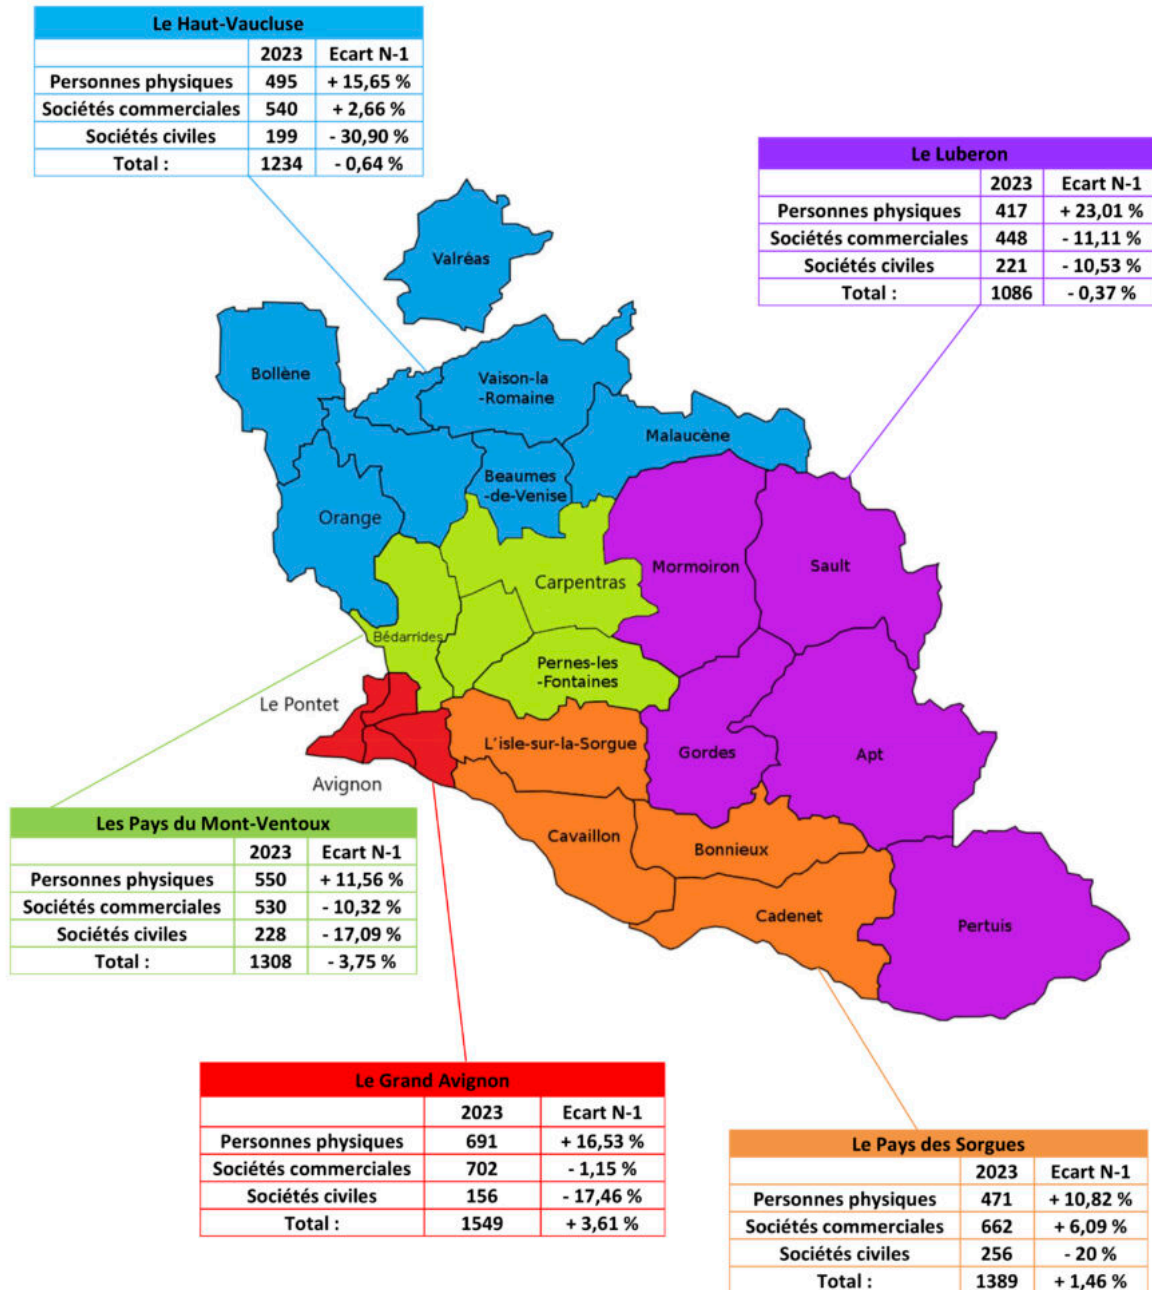 Le Haut-Vaucluse
2023 Ecart N-1
Personnes physiques 495 + 15,65 %
Sociétés commerciales 540 + 2,66 %
Sociétés civiles 199 - 30,90 %
Total : 1234 - 0,64 %
Le Luberon
2023 Ecart N-1
Personnes physiques 417 + 23,01 %
Sociétés commerciales 448 - 11,11 %
Sociétés civiles 221 - 10,53 %
Total : 1086 - 0,37 %
Valréas
Bollène
Vaison-la
-Romaine
Malaucène
Beaumes
-de-Venise
Orange
Mormoiron
Sault
Carpentras
Bédarrides
Pernes-les
-Fontaines
Le Pontet
L'isle-sur-la-Sorgue
Gordes
Apt
Avignon
Cavaillon
Bonnieux
Cadenet
Pertuis
Les Pays du Mont-Ventoux
2023 Ecart N-1
Personnes physiques 550 + 11,56 %
Sociétés commerciales 530 - 10,32 %
Sociétés civiles 228 - 17,09 %
Total : 1308 - 3,75 %
Le Grand Avignon
2023 Ecart N-1
Personnes physiques 691 + 16,53 %
Sociétés commerciales 702 - 1,15 %
Sociétés civiles 156 - 17,46 %
Total : 1549 + 3,61 %
Le Pays des Sorgues
2023 Ecart N-1
Personnes physiques 471 + 10,82 %
Sociétés commerciales 662 + 6,09 %
Sociétés civiles 256 - 20 %
Total : 1389 + 1,46 %